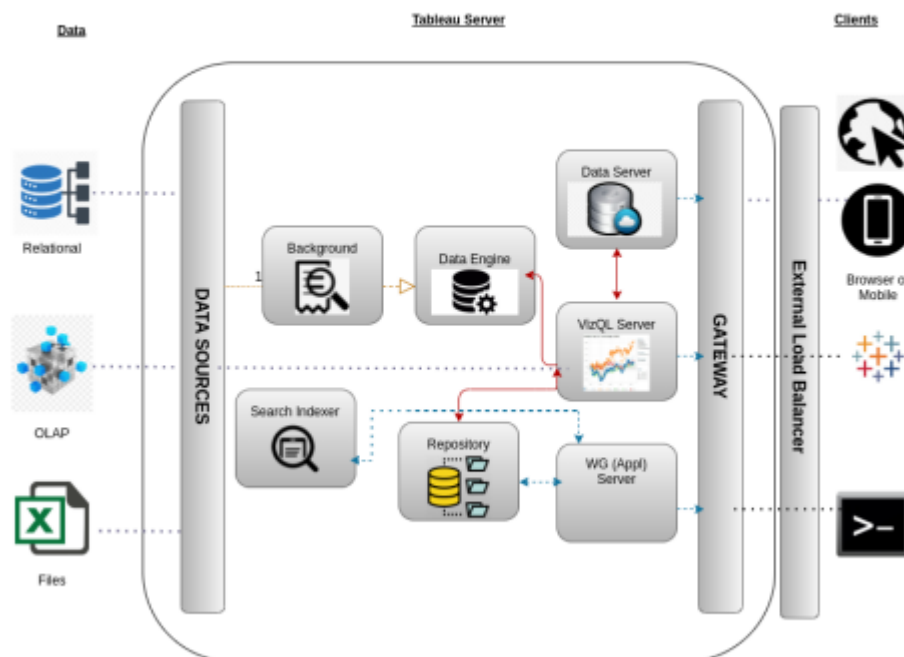 Data
Tableau Server
Clients
Relational
OLAP
Files
DATA SOURCES
1
Background
Data Engine
Data Server
VizQL Server
Search Indexer
Repository
WG (Appl)
Server
GATEWAY
External Load Balancer
Browser o
Mobile
>-